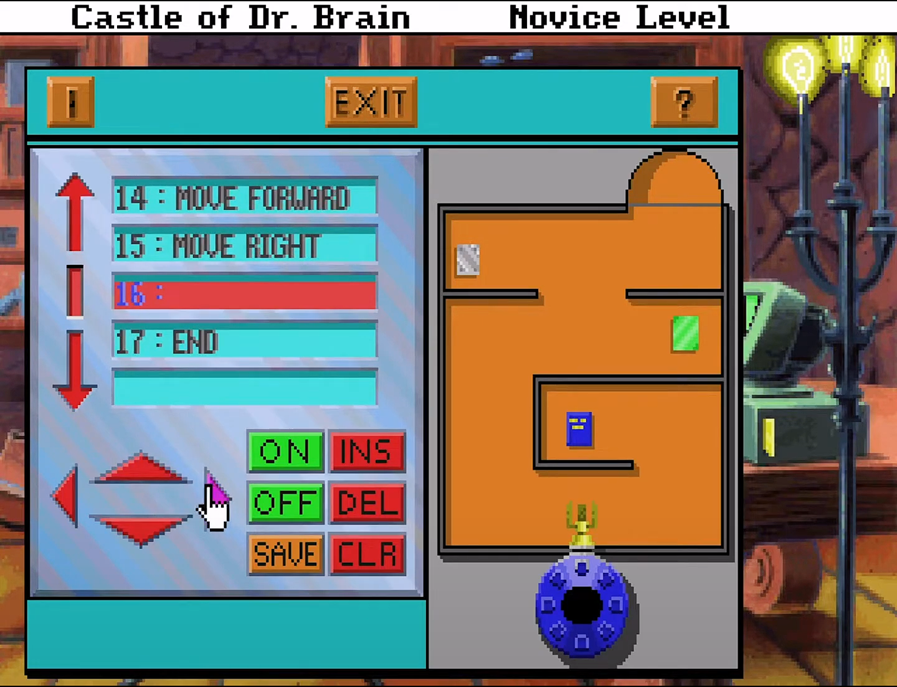 Castle of Dr. Brain Novice Level
I EXIT ?
14 : MOVE FORWARD
15 : MOVE RIGHT
16 :
17 : END
ON INS
OFF DEL
SAVE CLR